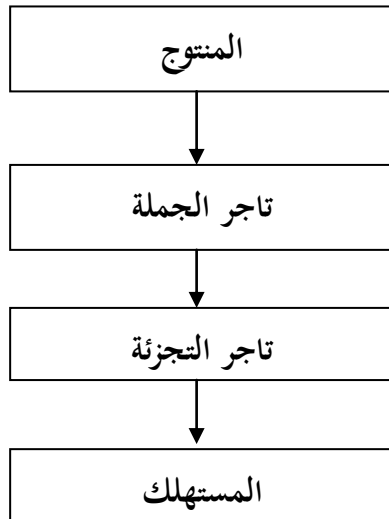 المنتوج
تاجر الجملة
تاجر التجزئة
المستهلك